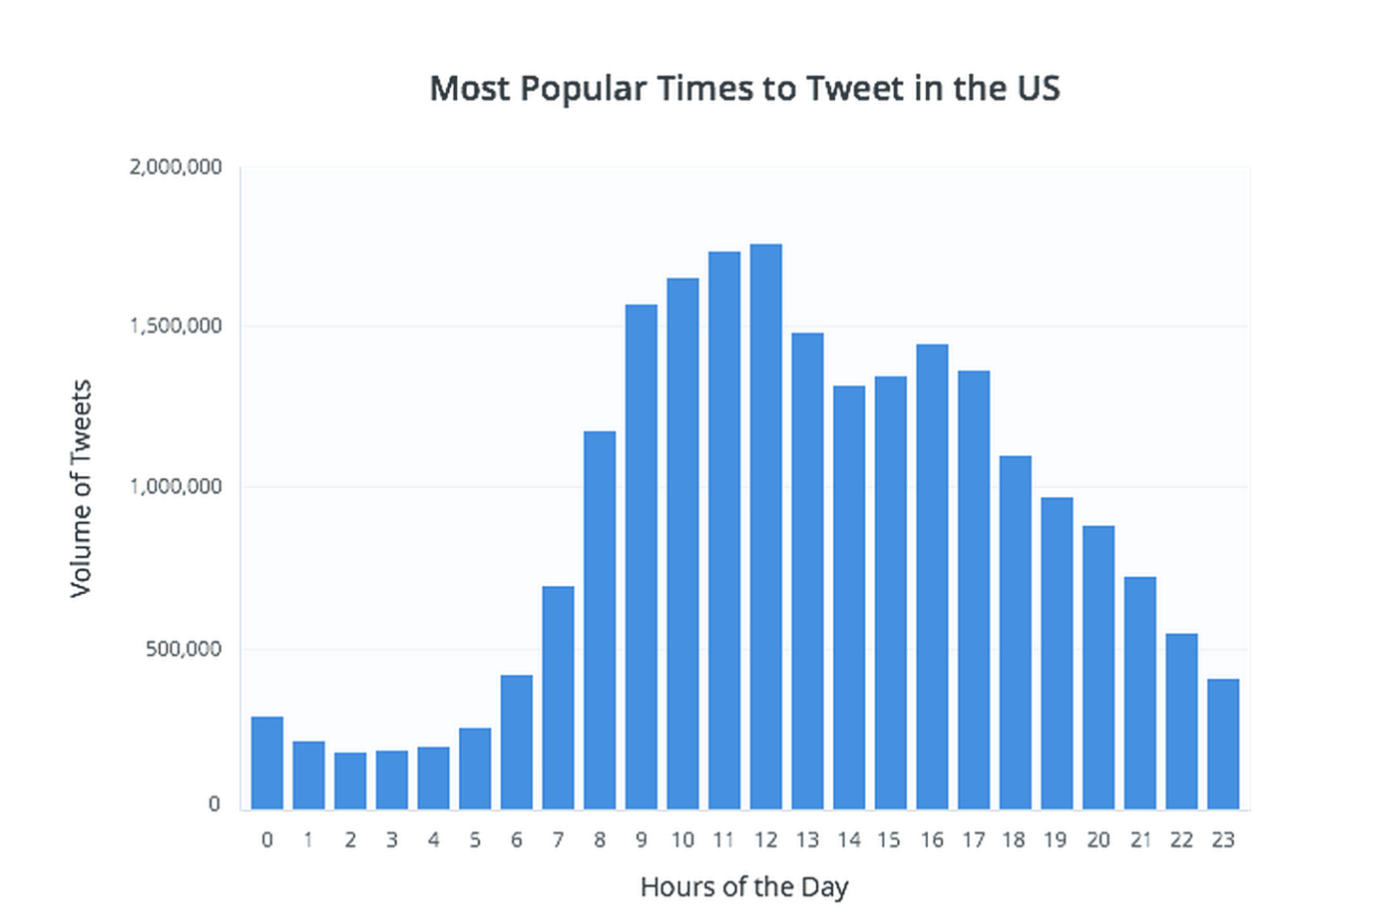 Most Popular Times to Tweet in the US
2,000,000
1,500,000
1,000,000
500,000
0
Volume of Tweets
0 1 2 3 4 5 6 7 8 9 10 11 12 13 14 15 16 17 18 19 20 21 22 23
Hours of the Day